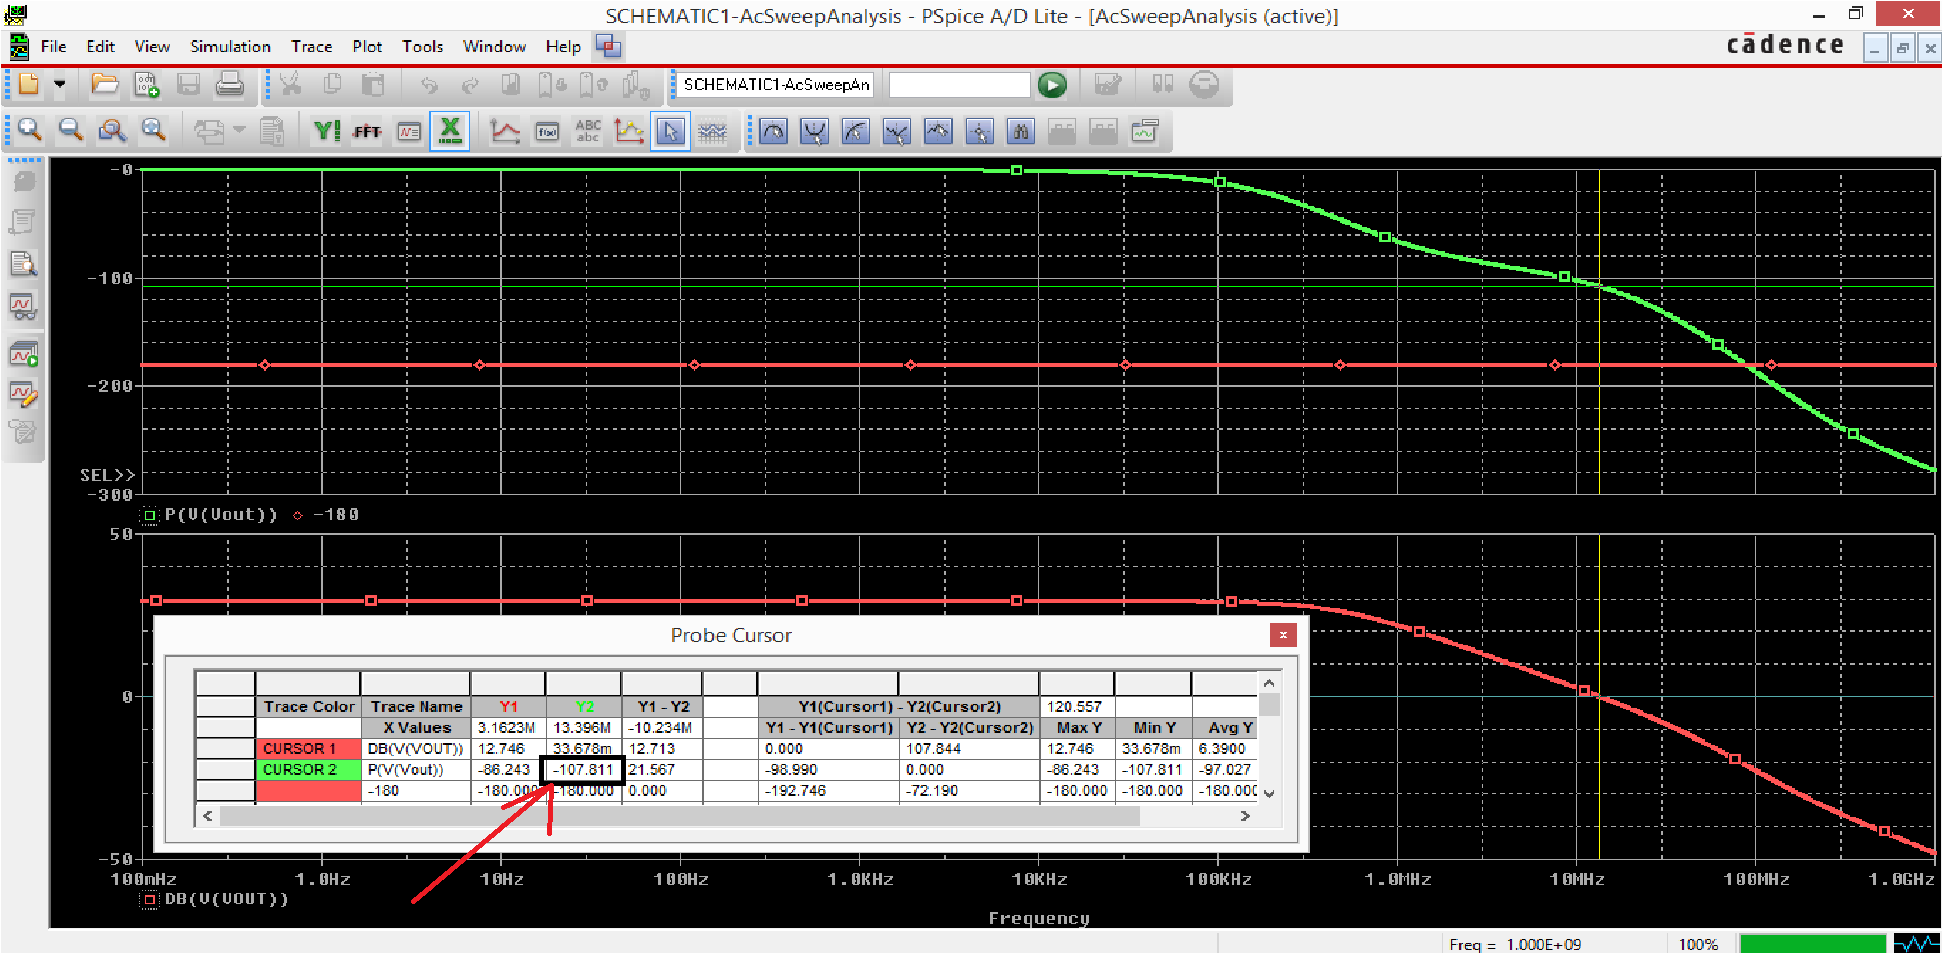 SCHEMATIC1-AcSweepAnalysis - PSpice A/D Lite - [AcSweepAnalysis (active)]
File Edit View Simulation Trace Plot Tools Window Help
cādence
SCHEMATIC1-AcSweepAn
Y! FFT f(x) ABC abc
-0
-100
-200
SEL>>
-300
P(V(Vout)) -180
50
0
-50
Probe Cursor
Trace Color Trace Name Y1 Y2 Y1 - Y2 Y1(Cursor1) - Y2(Cursor2) 120.557
X Values 3.1623M 13.396M -10.234M Y1 - Y1(Cursor1) Y2 - Y2(Cursor2) Max Y Min Y Avg Y
CURSOR 1 DB(V(VOUT)) 12.746 33.678m 12.713 0.000 107.844 12.746 33.678m 6.3900
CURSOR 2 P(V(Vout)) -86.243 -107.811 21.567 -98.990 0.000 -86.243 -107.811 -97.027
-180 -180.000 -180.000 0.000 -192.746 -72.190 -180.000 -180.000 -180.000
100mHz 1.0Hz 10Hz 100Hz 1.0KHz 10KHz 100KHz 1.0MHz 10MHz 100MHz 1.0GHz
DB(V(VOUT))
Frequency
Freq = 1.000E+09 100%